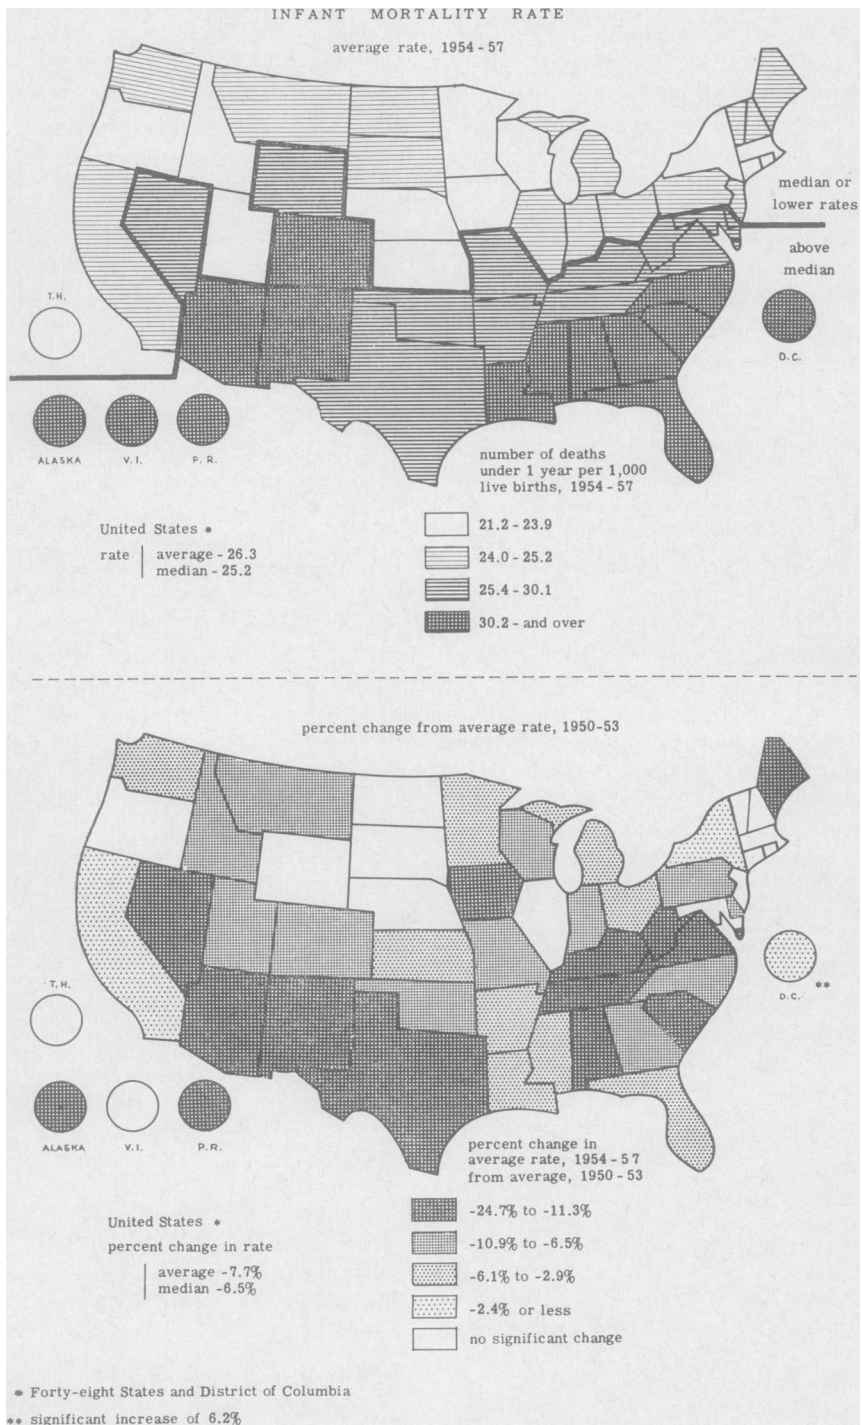 INFANT MORTALITY RATE
average rate, 1954 - 57
median or
lower rates
above
median
T.H.
D.C.
ALASKA
V.I.
P.R.
number of deaths
under 1 year per 1,000
live births, 1954 - 57
21.2 - 23.9
24.0 - 25.2
25.4 - 30.1
30.2 - and over
United States *
rate
average - 26.3
median - 25.2
percent change from average rate, 1950-53
T.H.
D.C.
**
ALASKA
V.I.
P.R.
percent change in
average rate, 1954 - 57
from average, 1950 - 53
-24.7% to -11.3%
-10.9% to -6.5%
-6.1% to -2.9%
-2.4% or less
no significant change
United States *
percent change in rate
average -7.7%
median -6.5%
* Forty-eight States and District of Columbia
** significant increase of 6.2%